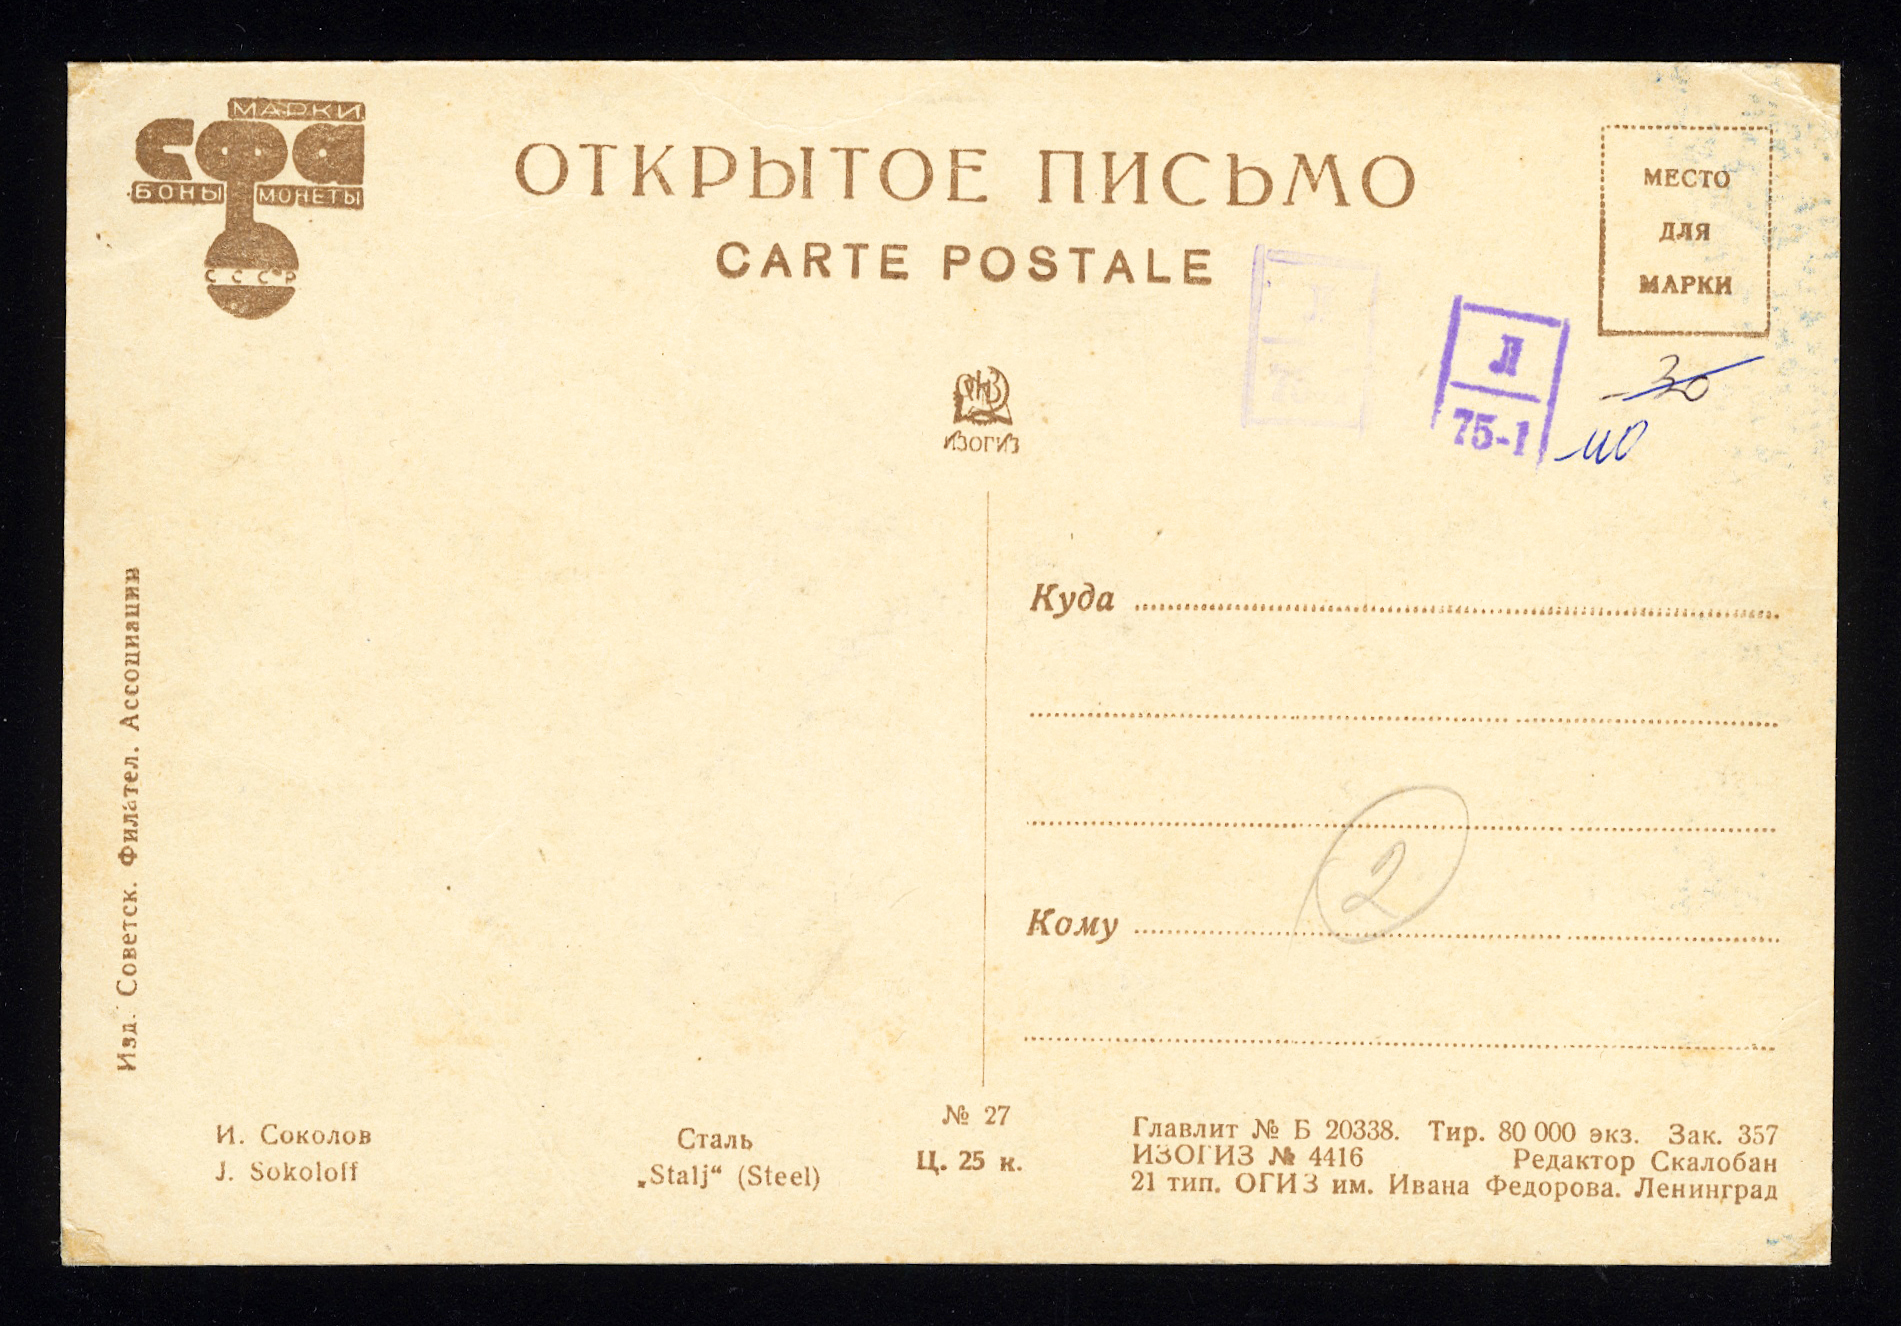 МАРКИ
СФА
БОНЫ МОНЕТЫ
СССР
ОТКРЫТОЕ ПИСЬМО
CARTE POSTALE
МЕСТО
ДЛЯ
МАРКИ
Л
75-1
30
ИЗОГИЗ
Куда
Кому
2
Изд. Советск. Филател. Ассоциации
И. Соколов
J. Sokoloff
Сталь
„Stalj“ (Steel)
№ 27
Ц. 25 к.
Главлит № Б 20338. Тир. 80 000 экз. Зак. 357
ИЗОГИЗ № 4416 Редактор Скалобан
21 тип. ОГИЗ им. Ивана Федорова. Ленинград